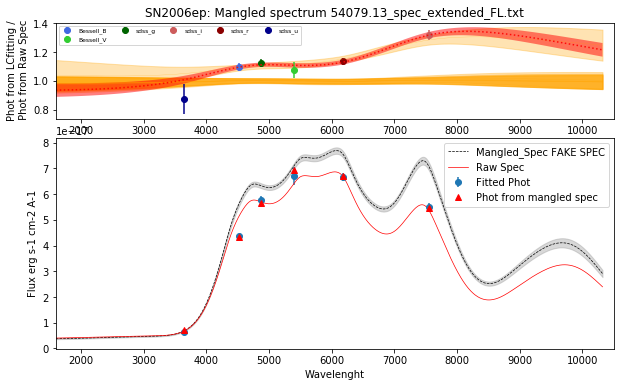 SN2006ep: Mangled spectrum 54079.13_spec_extended_FL.txt
Phot from LCfitting /
Phot from Raw Spec
1.4
1.2
1.0
0.8
Bessell_B
Bessell_V
sdss_g
sdss_i
sdss_r
sdss_u
2000 3000 4000 5000 6000 7000 8000 9000 10000
1e−17
Flux erg s-1 cm-2 A-1
8
7
6
5
4
3
2
1
0
Mangled_Spec FAKE SPEC
Raw Spec
Fitted Phot
Phot from mangled spec
2000 3000 4000 5000 6000 7000 8000 9000 10000
Wavelenght